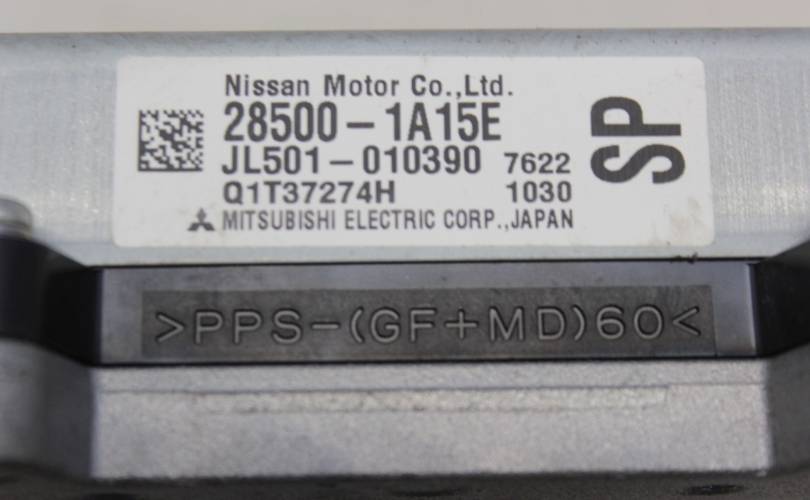 Nissan Motor Co.,Ltd.
28500-1A15E
JL501-010390 7622
Q1T37274H 1030
MITSUBISHI ELECTRIC CORP.,JAPAN
SP
>PPS-(GF+MD)60<